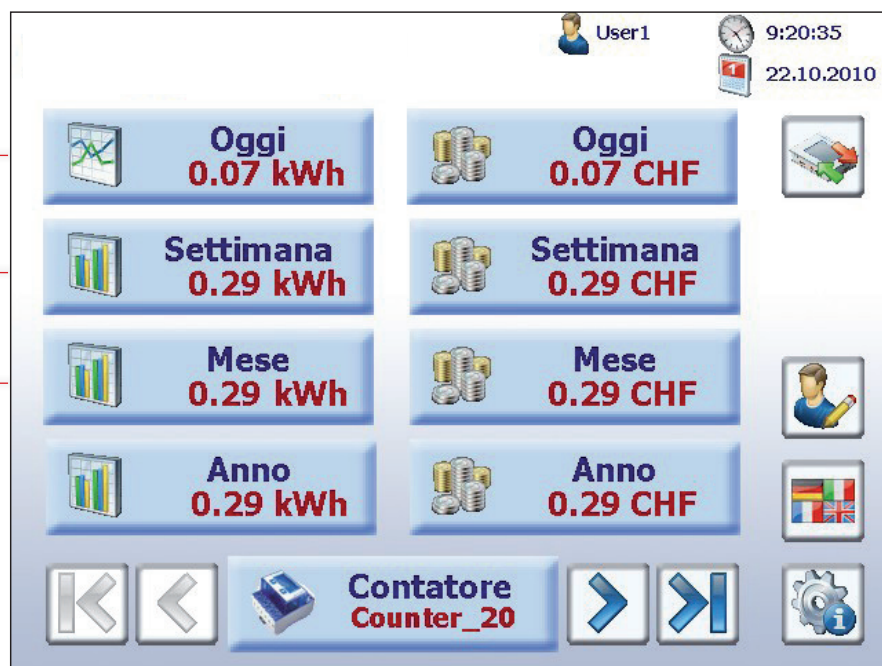 User1
9:20:35
1
22.10.2010
Oggi
0.07 kWh
Oggi
0.07 CHF
Settimana
0.29 kWh
Settimana
0.29 CHF
Mese
0.29 kWh
Mese
0.29 CHF
Anno
0.29 kWh
Anno
0.29 CHF
Contatore
Counter_20
i